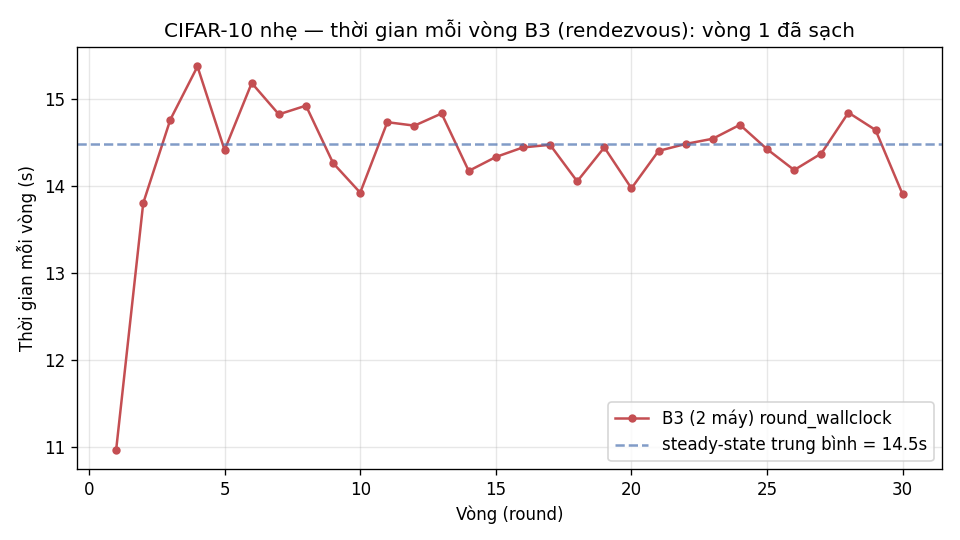 CIFAR-10 nhẹ — thời gian mỗi vòng B3 (rendezvous): vòng 1 đã sạch
Thời gian mỗi vòng (s)
15
14
13
12
11
B3 (2 máy) round_wallclock
steady-state trung bình = 14.5s
0 5 10 15 20 25 30
Vòng (round)